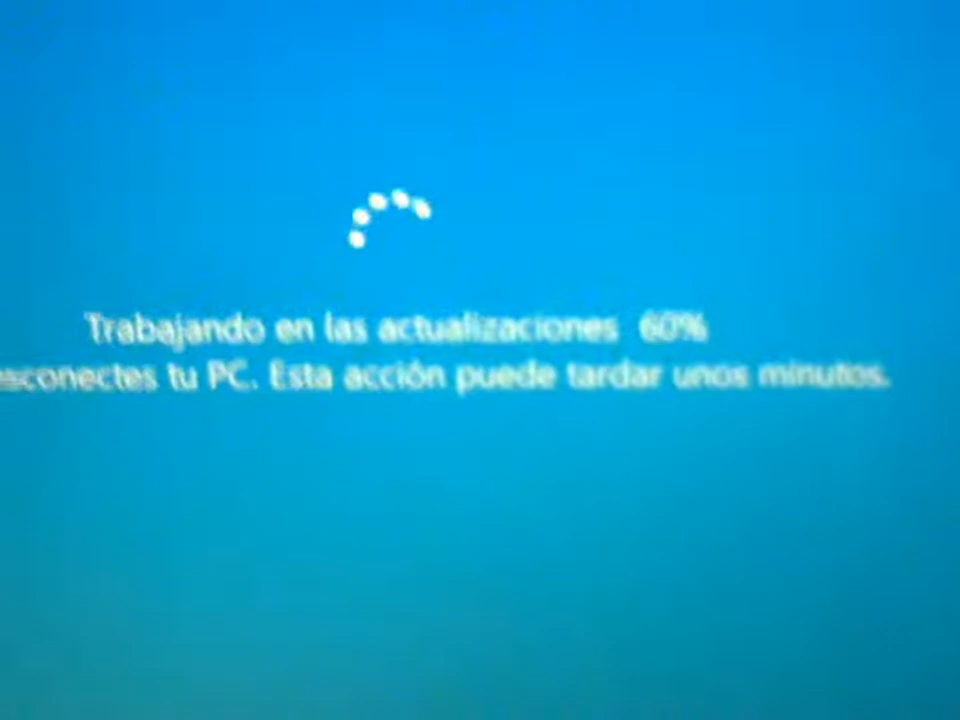 Trabajando en las actualizaciones 60%
esconectes tu PC. Esta acción puede tardar unos minutos.